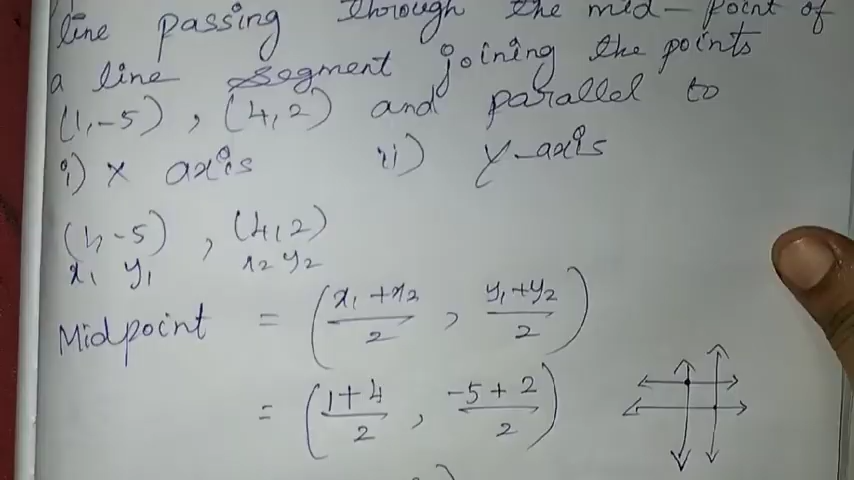 line passing through the mid-point of
a line segment joining the points
(1,-5) , (4,2) and parallel to
i) x axis ii) y-axis
(1,-5) , (4,2)
x₁ y₁ x₂ y₂
Midpoint = (x₁+x₂/2 , y₁+y₂/2)
= (1+4/2 , -5+2/2)